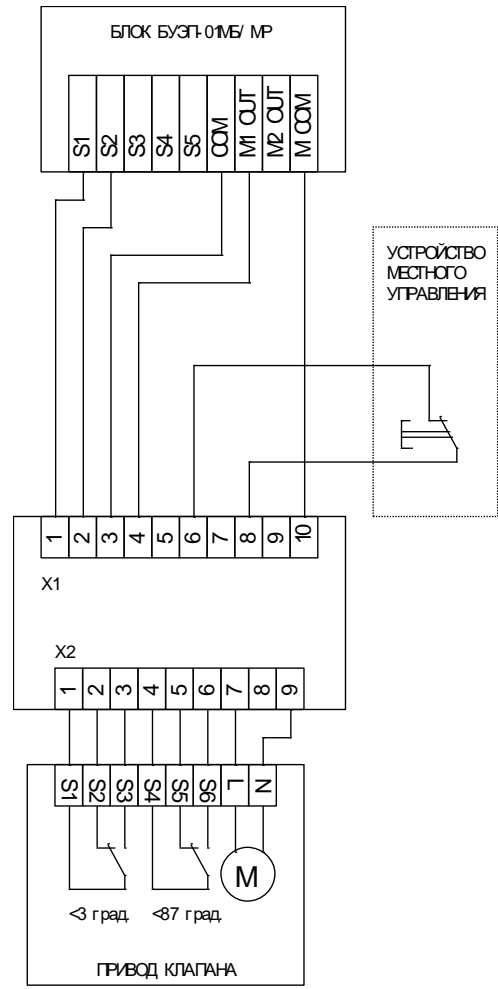 БЛОК БУЭП-01МБ/ МР
S1 S2 S3 S4 S5 COM M1 OUT M2 OUT M COM
УСТРОЙСТВО
МЕСТНОГО
УПРАВЛЕНИЯ
1 2 3 4 5 6 7 8 9 10
X1
X2
1 2 3 4 5 6 7 8 9
S1 S2 S3 S4 S5 S6 L N
M
<3 град. <87 град.
ПРИВОД КЛАПАНА